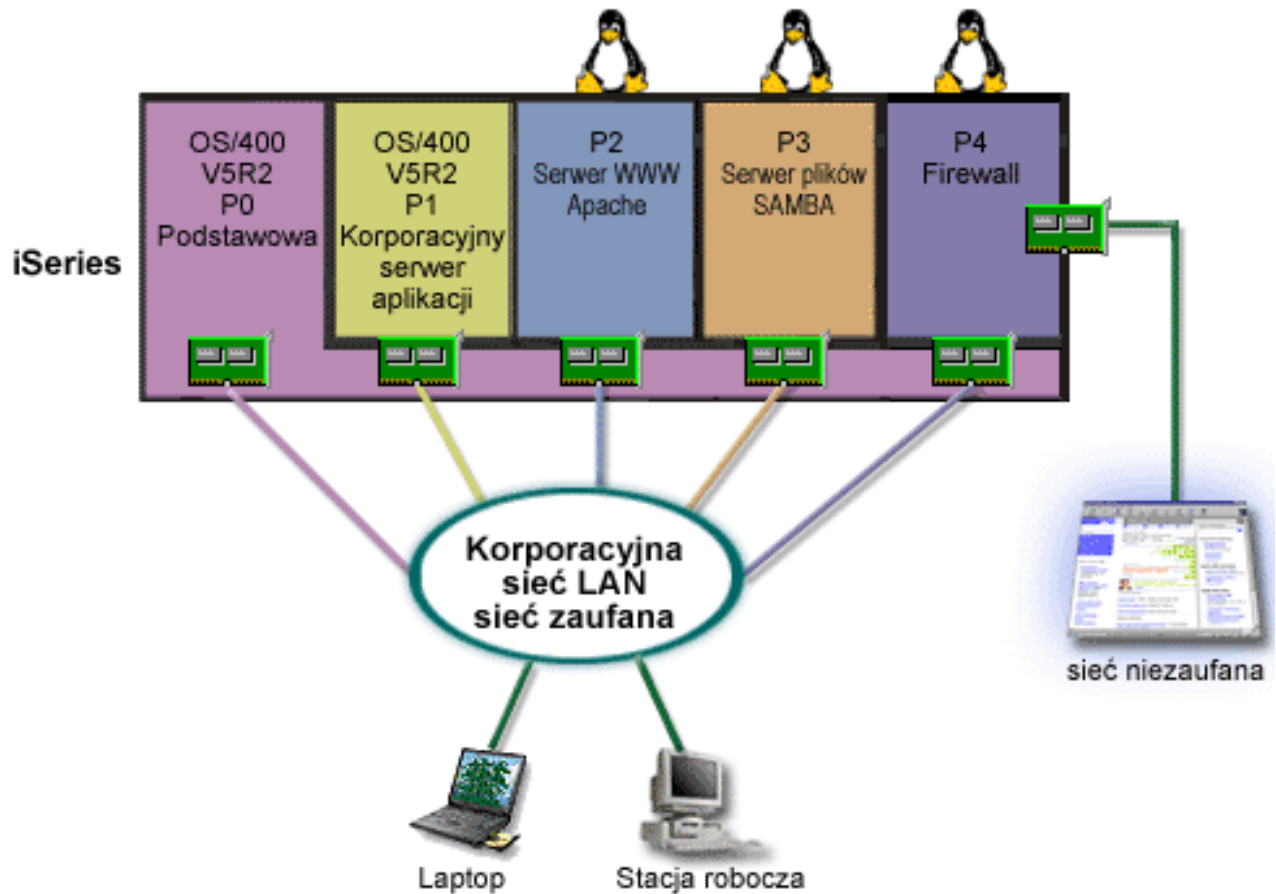 iSeries
OS/400
V5R2
P0
Podstawowa
OS/400
V5R2
P1
Korporacyjny
serwer
aplikacji
P2
Serwer WWW
Apache
P3
Serwer plików
SAMBA
P4
Firewall
Korporacyjna
sieć LAN
sieć zaufana
sieć niezaufana
Laptop
Stacja robocza